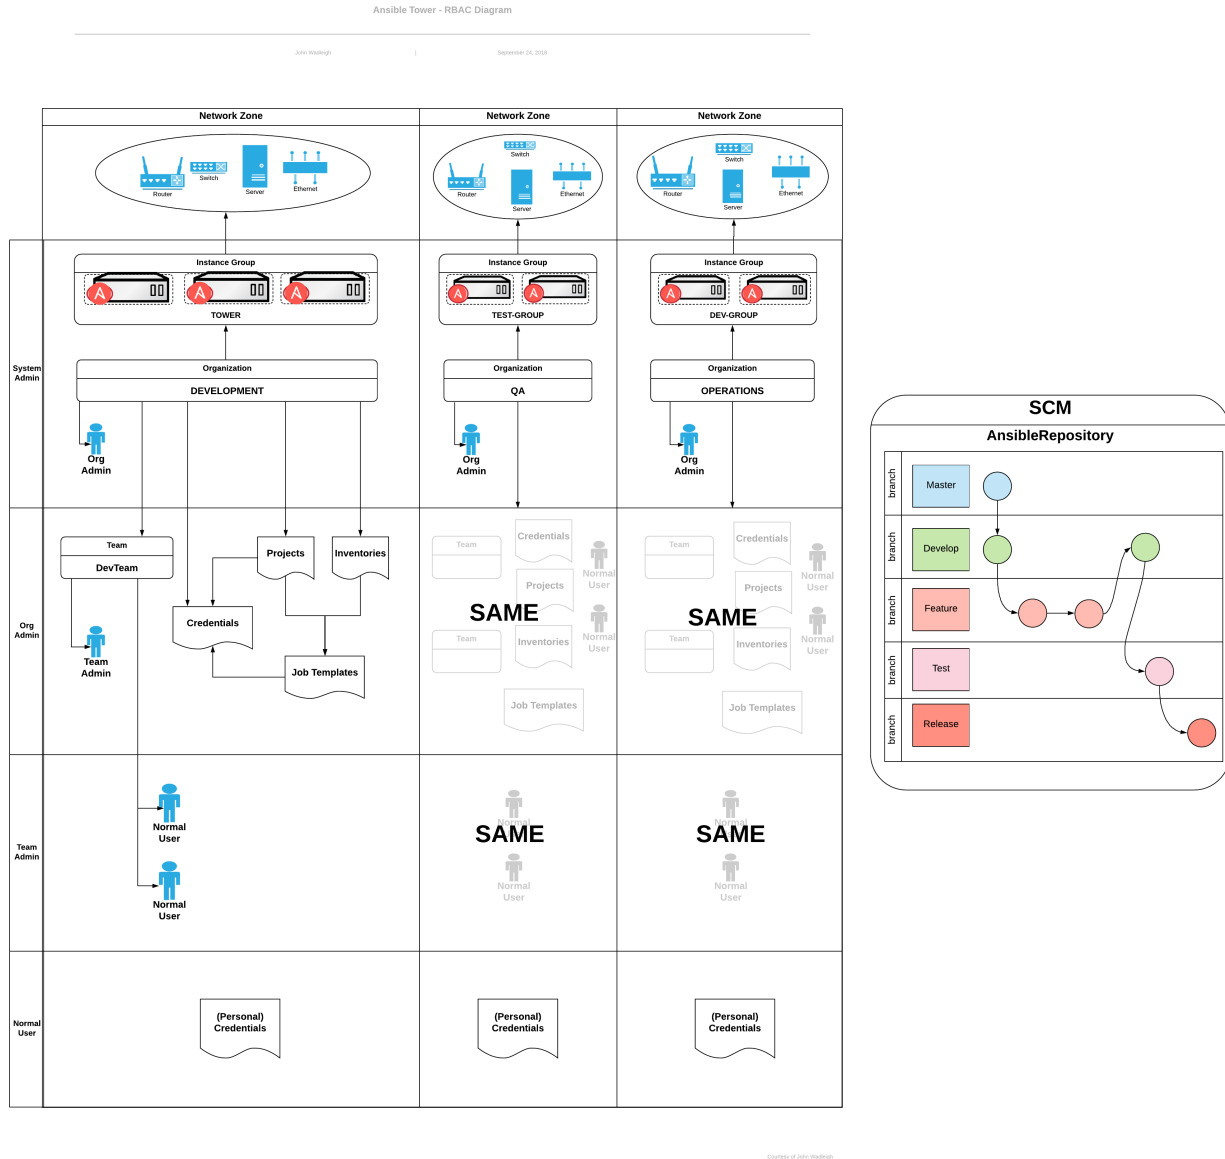 Ansible Tower - RBAC Diagram
John Wadleigh | September 24, 2018
Network Zone
Network Zone
Network Zone
Router
Switch
Server
Ethernet
Router
Switch
Server
Ethernet
Router
Switch
Server
Ethernet
System
Admin
Instance Group
A
A
A
TOWER
Instance Group
A
A
TEST-GROUP
Instance Group
A
A
DEV-GROUP
Organization
DEVELOPMENT
Organization
QA
Organization
OPERATIONS
Org
Admin
Org
Admin
Org
Admin
Org
Admin
Team
DevTeam
Projects
Inventories
Credentials
Team
Admin
Job Templates
Team
Credentials
Normal
User
Projects
SAME
Normal
User
Team
Inventories
Job Templates
Team
Credentials
Normal
User
Projects
SAME
Normal
User
Team
Inventories
Job Templates
Team
Admin
Normal
User
Normal
User
Normal
SAME
Normal
User
Normal
SAME
Normal
User
Normal
User
(Personal)
Credentials
(Personal)
Credentials
(Personal)
Credentials
SCM
AnsibleRepository
branch
Master
branch
Develop
branch
Feature
branch
Test
branch
Release
Courtesy of John Wadleigh